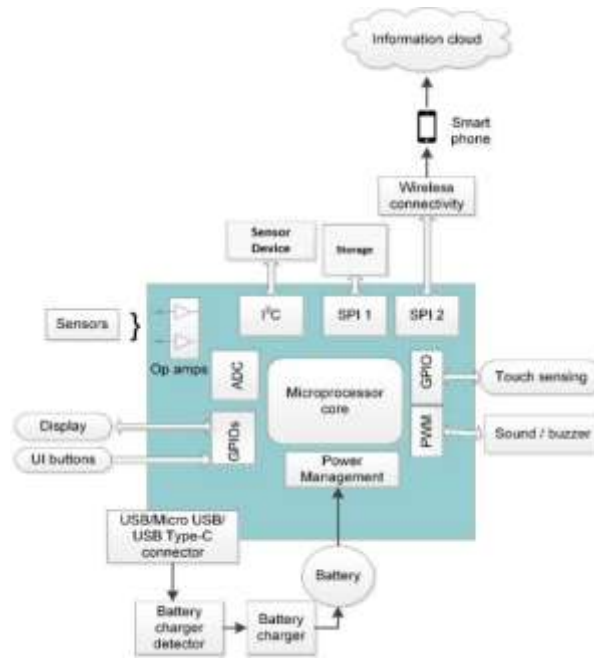 Information cloud
Smart
phone
Wireless
connectivity
Sensor
Device
Storage
I²C
SPI 1
SPI 2
Sensors
Op amps
ADC
Microprocessor
core
GPIO
Touch sensing
Display
GPIOs
PWM
Sound / buzzer
UI buttons
Power
Management
USB/Micro USB/
USB Type-C
connector
Battery
Battery
charger
detector
Battery
charger